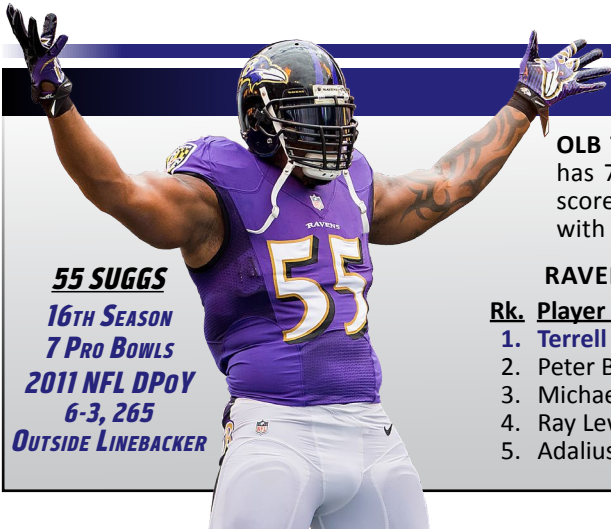 OLB
has 7
score
with
RAVENS
55
55 SUGGS
16TH SEASON
7 PRO BOWLS
2011 NFL DPOY
6-3, 265
OUTSIDE LINEBACKER
RAVE
Rk. Player
1. Terrell
2. Peter B
3. Michae
4. Ray Lew
5. Adalius